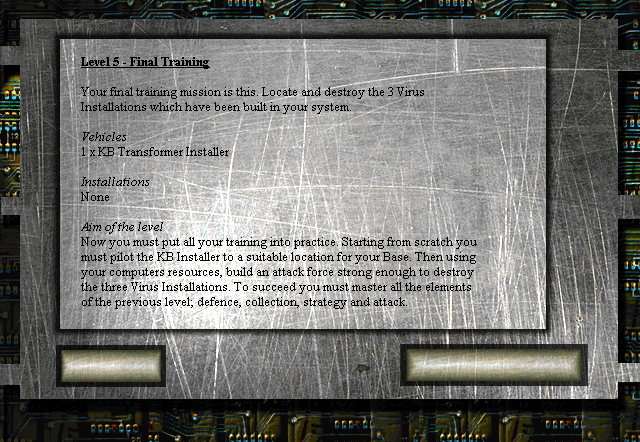 Level 5 - Final Training
Your final training mission is this. Locate and destroy the 3 Virus
Installations which have been built in your system.
Vehicles
1 x KB Transformer Installer
Installations
None
Aim of the level
Now you must put all your training into practice. Starting from scratch you
must pilot the KB Installer to a suitable location for your Base. Then using
your computers resources, build an attack force strong enough to destroy
the three Virus Installations. To succeed you must master all the elements
of the previous level; defence, collection, strategy and attack.